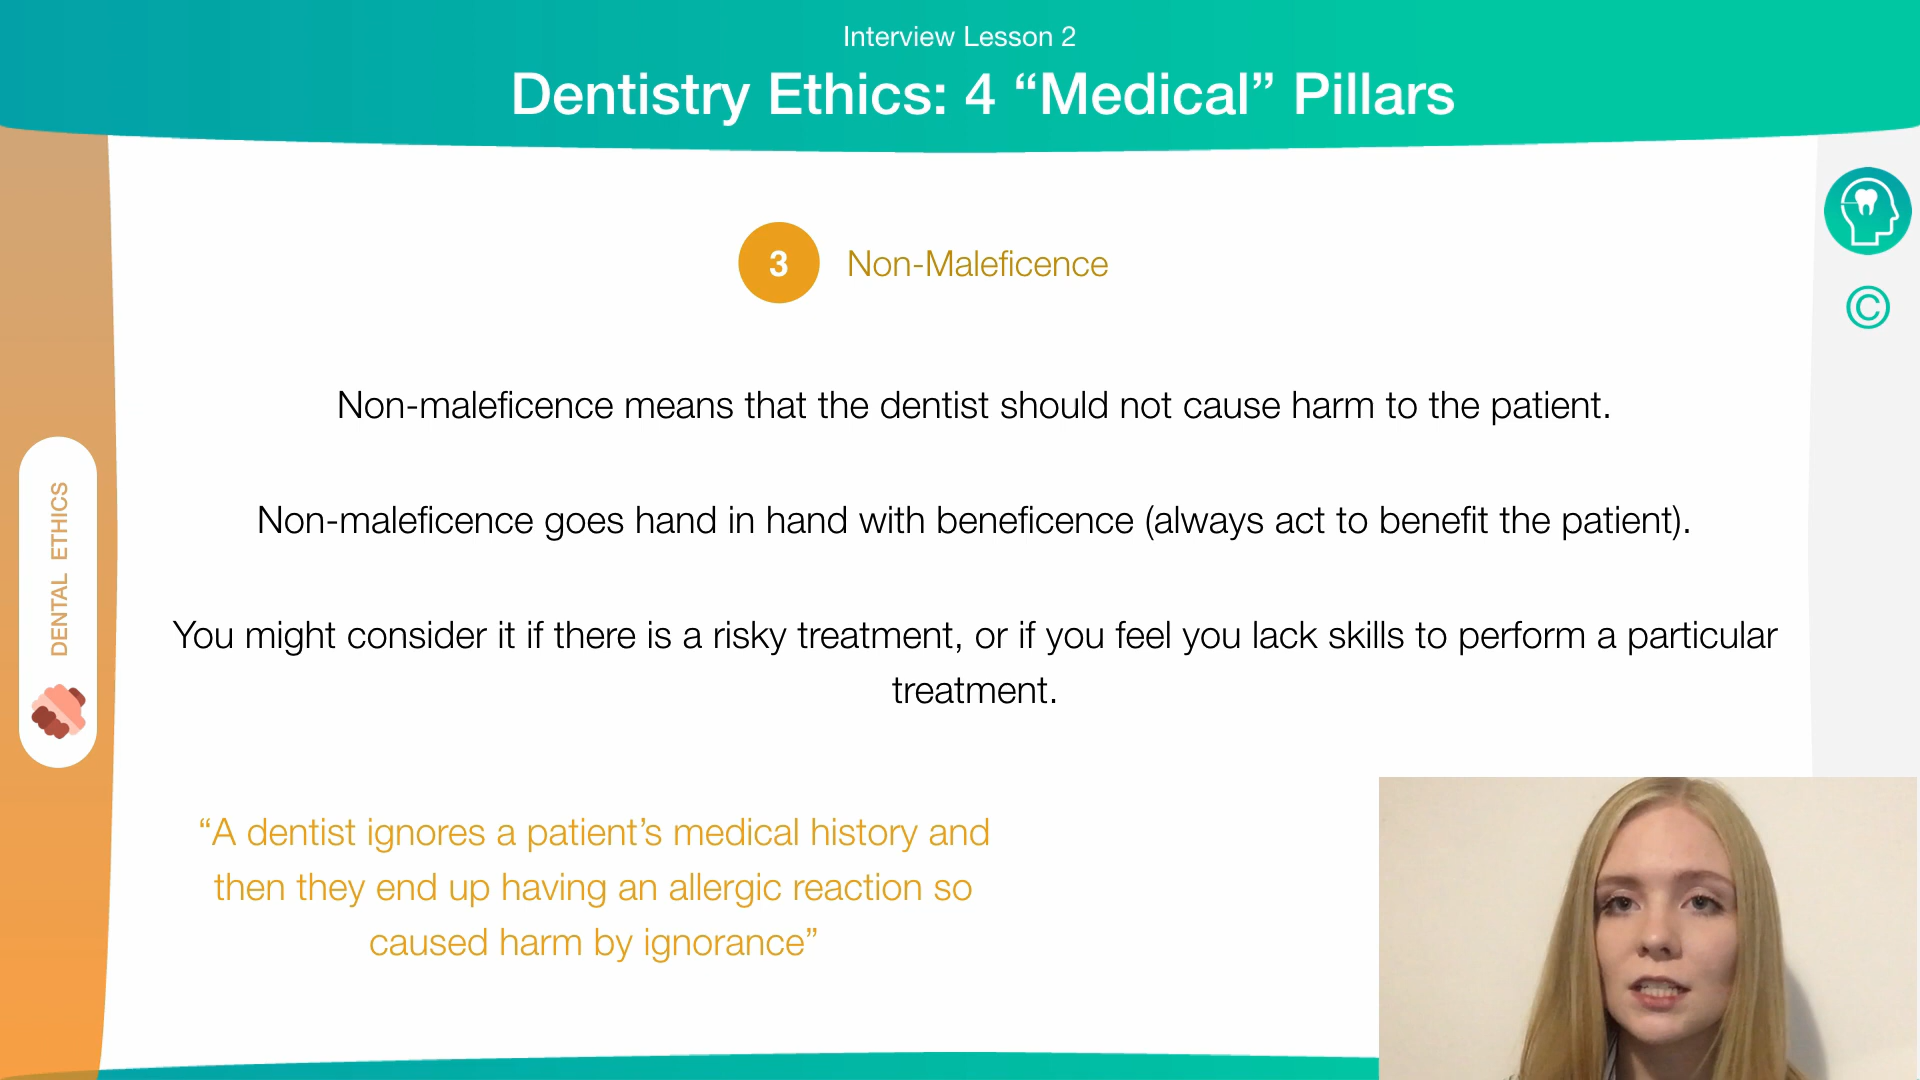 Interview Lesson 2
Dentistry Ethics: 4 “Medical” Pillars
3 Non-Maleficence
©
Non-maleficence means that the dentist should not cause harm to the patient.
Non-maleficence goes hand in hand with beneficence (always act to benefit the patient).
You might consider it if there is a risky treatment, or if you feel you lack skills to perform a particular
treatment.
DENTAL ETHICS
“A dentist ignores a patient’s medical history and
then they end up having an allergic reaction so
caused harm by ignorance”